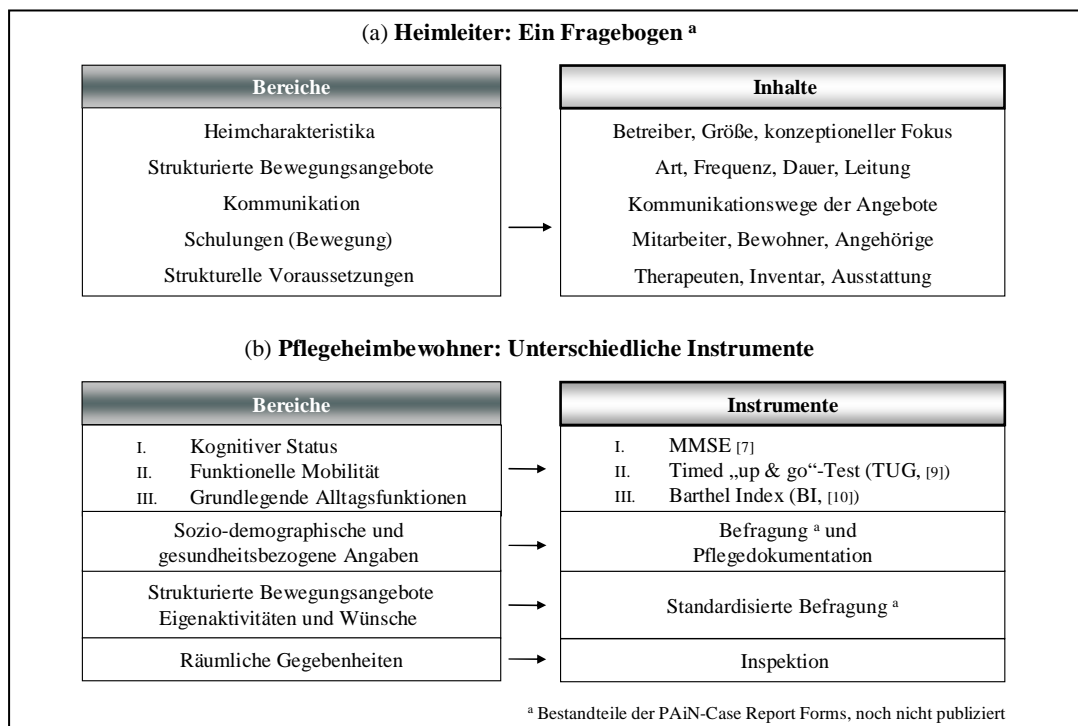 (a) Heimleiter: Ein Fragebogen ᵃ
Bereiche
Heimcharakteristika
Strukturierte Bewegungsangebote
Kommunikation
Schulungen (Bewegung)
Strukturelle Voraussetzungen
Inhalte
Betreiber, Größe, konzeptioneller Fokus
Art, Frequenz, Dauer, Leitung
Kommunikationswege der Angebote
Mitarbeiter, Bewohner, Angehörige
Therapeuten, Inventar, Ausstattung
(b) Pflegeheimbewohner: Unterschiedliche Instrumente
Bereiche
Instrumente
I. Kognitiver Status
II. Funktionelle Mobilität
III. Grundlegende Alltagsfunktionen
I. MMSE [7]
II. Timed „up & go“-Test (TUG, [9])
III. Barthel Index (BI, [10])
Sozio-demographische und
gesundheitsbezogene Angaben
Befragung ᵃ und
Pflegedokumentation
Strukturierte Bewegungsangebote
Eigenaktivitäten und Wünsche
Standardisierte Befragung ᵃ
Räumliche Gegebenheiten
Inspektion
ᵃ Bestandteile der PAiN-Case Report Forms, noch nicht publiziert